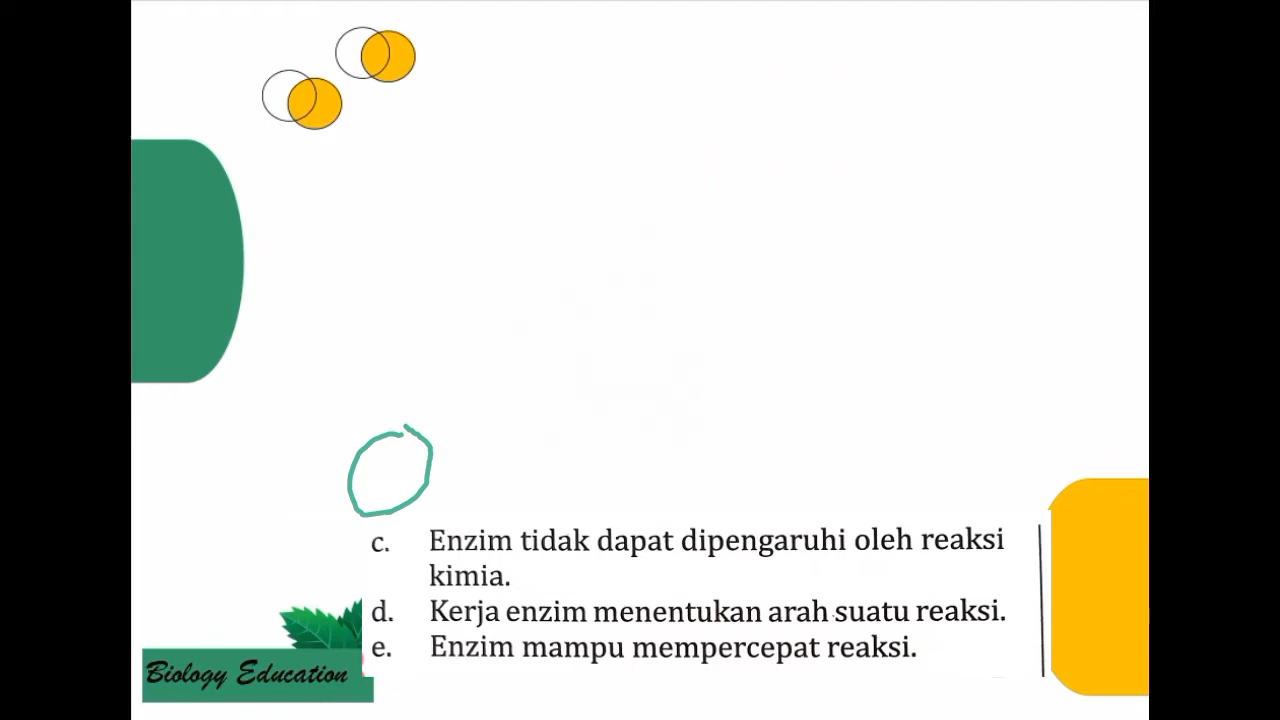 c. Enzim tidak dapat dipengaruhi oleh reaksi
kimia.
d. Kerja enzim menentukan arah suatu reaksi.
e. Enzim mampu mempercepat reaksi.
Biology Education